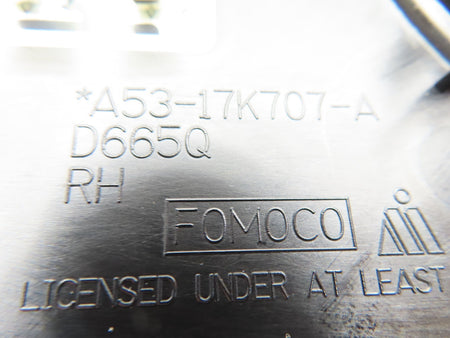 *A53-17K707-A
D665Q
RH
FOMOCO
LICENSED UNDER AT LEAST